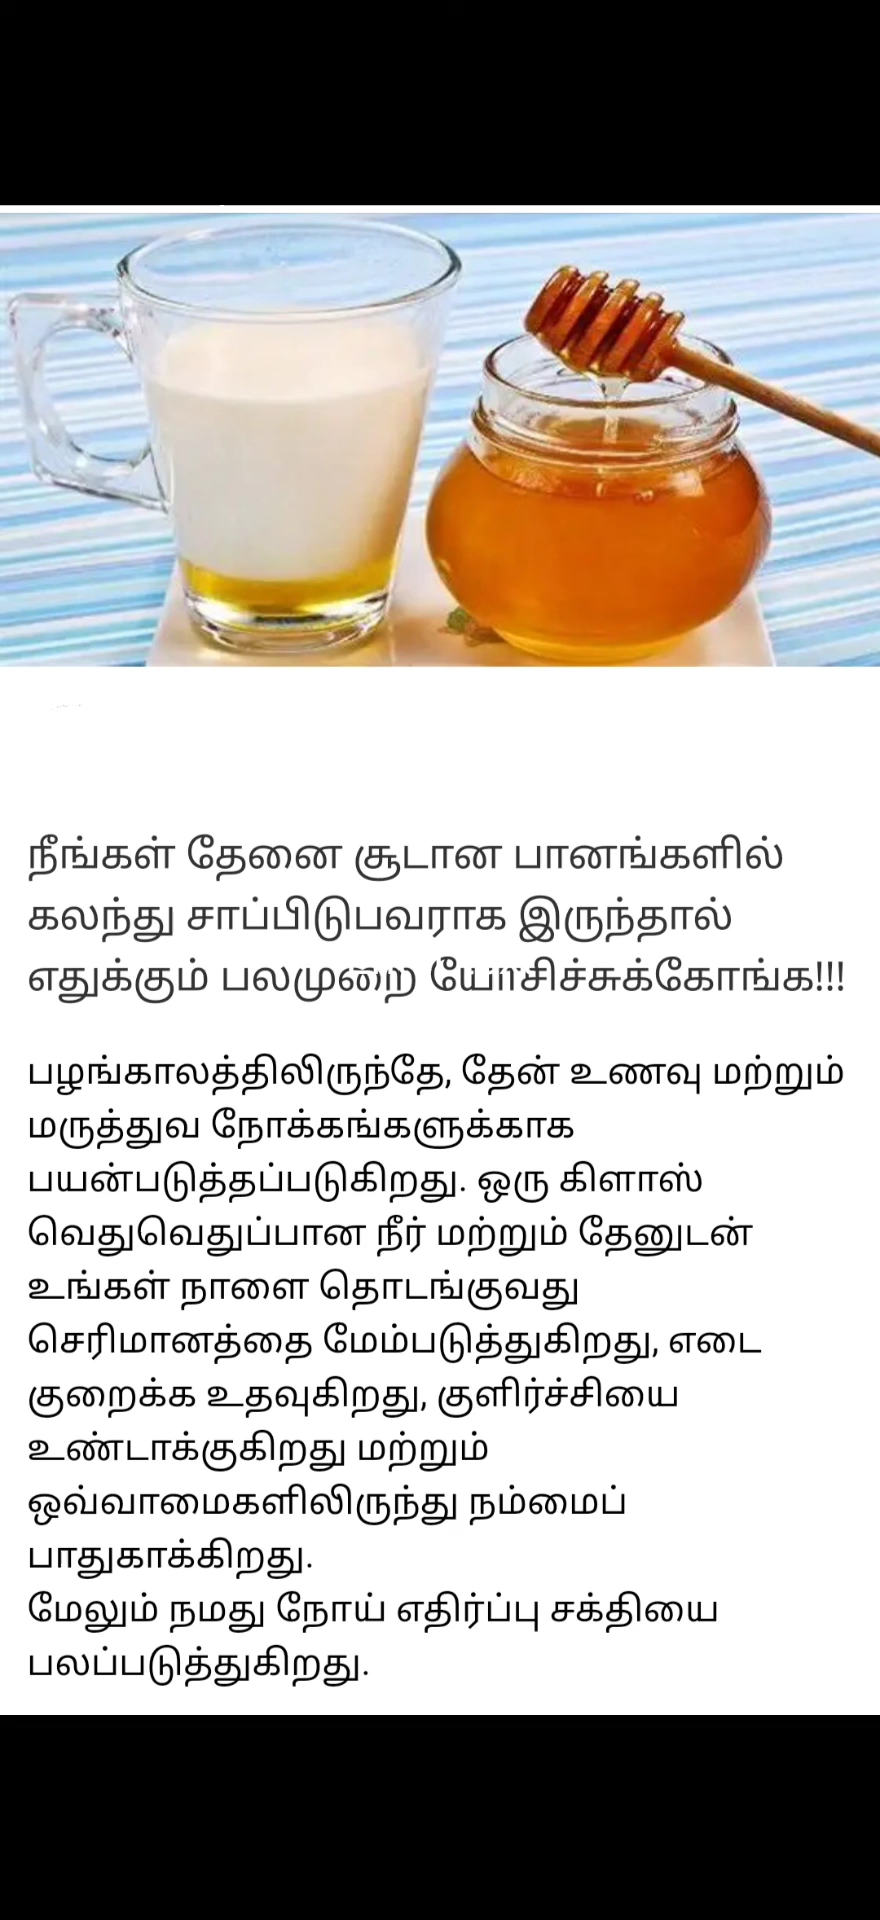 நீங்கள் தேனை சூடான பானங்களில்
கலந்து சாப்பிடுபவராக இருந்தால்
எதுக்கும் பலமுறை யோசிச்சுக்கோங்க!!!
பழங்காலத்திலிருந்தே, தேன் உணவு மற்றும்
மருத்துவ நோக்கங்களுக்காக
பயன்படுத்தப்படுகிறது. ஒரு கிளாஸ்
வெதுவெதுப்பான நீர் மற்றும் தேனுடன்
உங்கள் நாளை தொடங்குவது
செரிமானத்தை மேம்படுத்துகிறது, எடை
குறைக்க உதவுகிறது, குளிர்ச்சியை
உண்டாக்குகிறது மற்றும்
ஒவ்வாமைகளிலிருந்து நம்மைப்
பாதுகாக்கிறது.
மேலும் நமது நோய் எதிர்ப்பு சக்தியை
பலப்படுத்துகிறது.